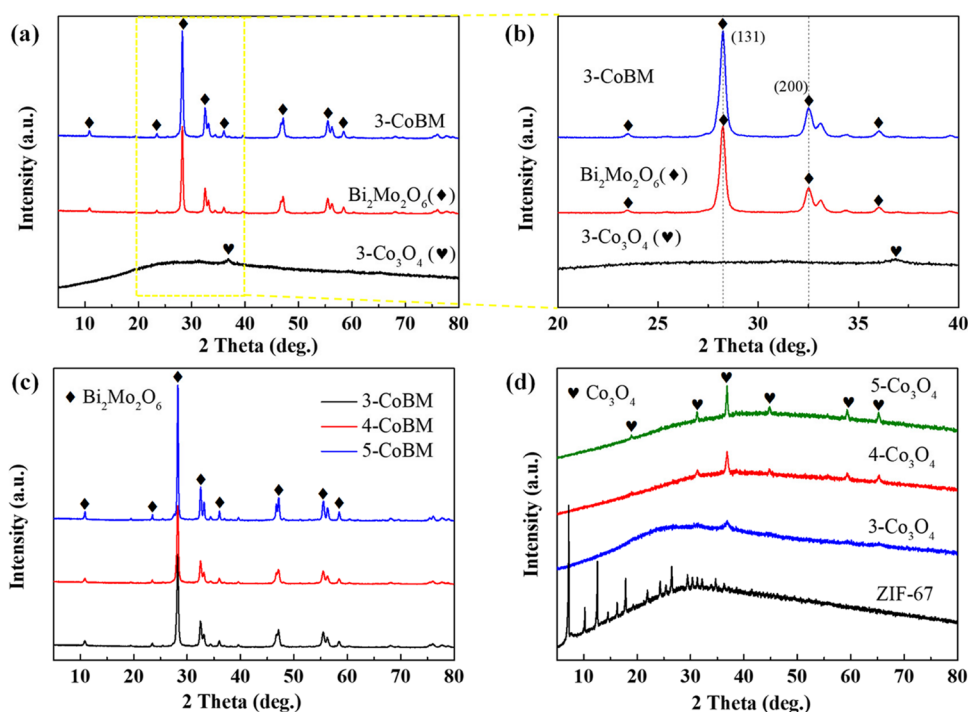 (a)
Intensity (a.u.)
3-CoBM
Bi₂Mo₂O₆(♦)
3-Co₃O₄ (♥)
10 20 30 40 50 60 70 80
2 Theta (deg.)
(b)
Intensity (a.u.)
(131)
(200)
3-CoBM
Bi₂Mo₂O₆(♦)
3-Co₃O₄ (♥)
20 25 30 35 40
2 Theta (deg.)
(c)
Intensity (a.u.)
♦ Bi₂Mo₂O₆
3-CoBM
4-CoBM
5-CoBM
10 20 30 40 50 60 70 80
2 Theta (deg.)
(d)
Intensity (a.u.)
♥ Co₃O₄
5-Co₃O₄
4-Co₃O₄
3-Co₃O₄
ZIF-67
10 20 30 40 50 60 70 80
2 Theta (deg.)